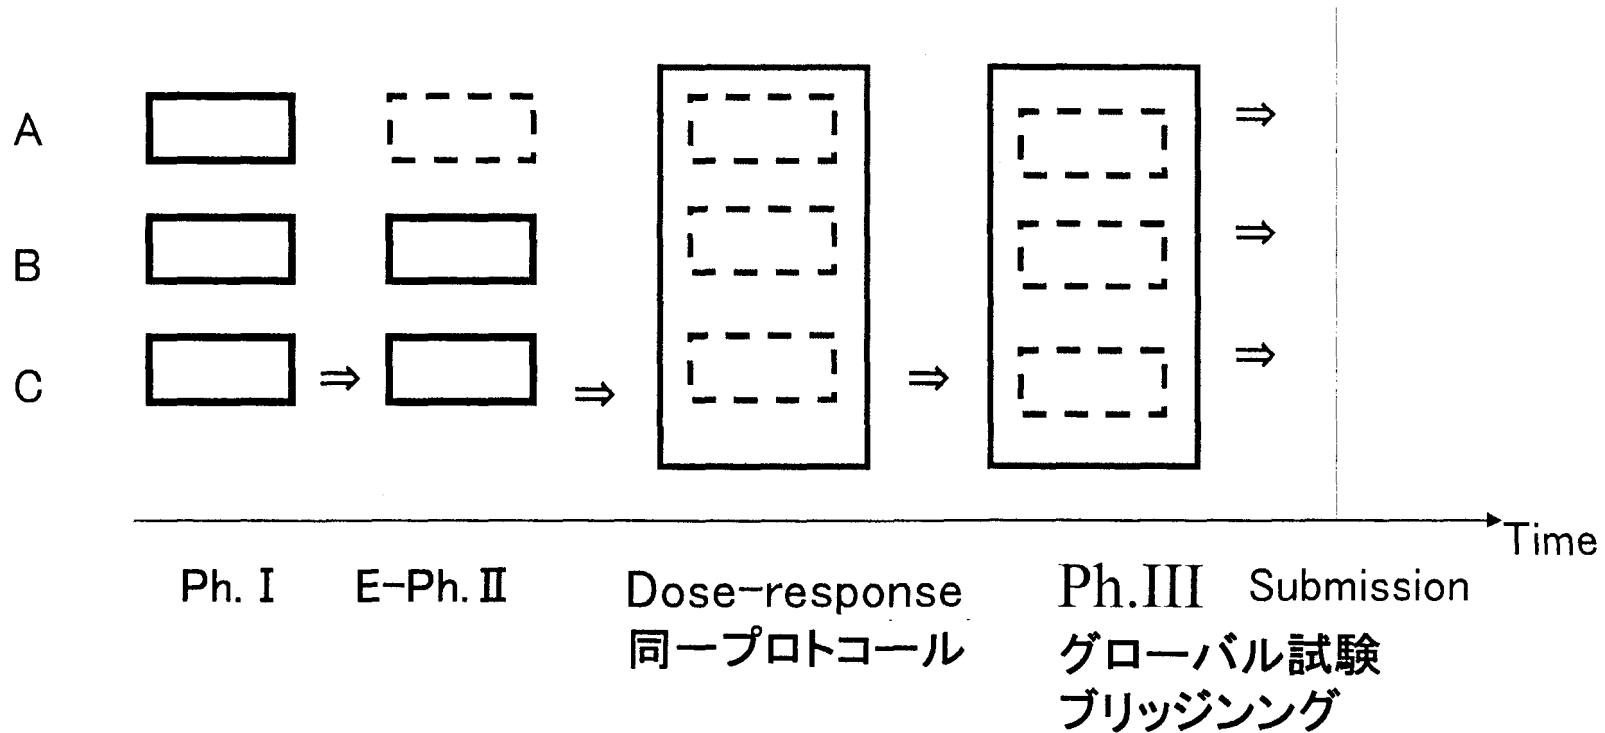 A
B
C
⇒ ⇒ ⇒ ⇒ ⇒ ⇒
Time
Ph. Ⅰ
E-Ph. Ⅱ
Dose-response
同一プロトコール
Ph.III
グローバル試験
ブリッジンング
Submission